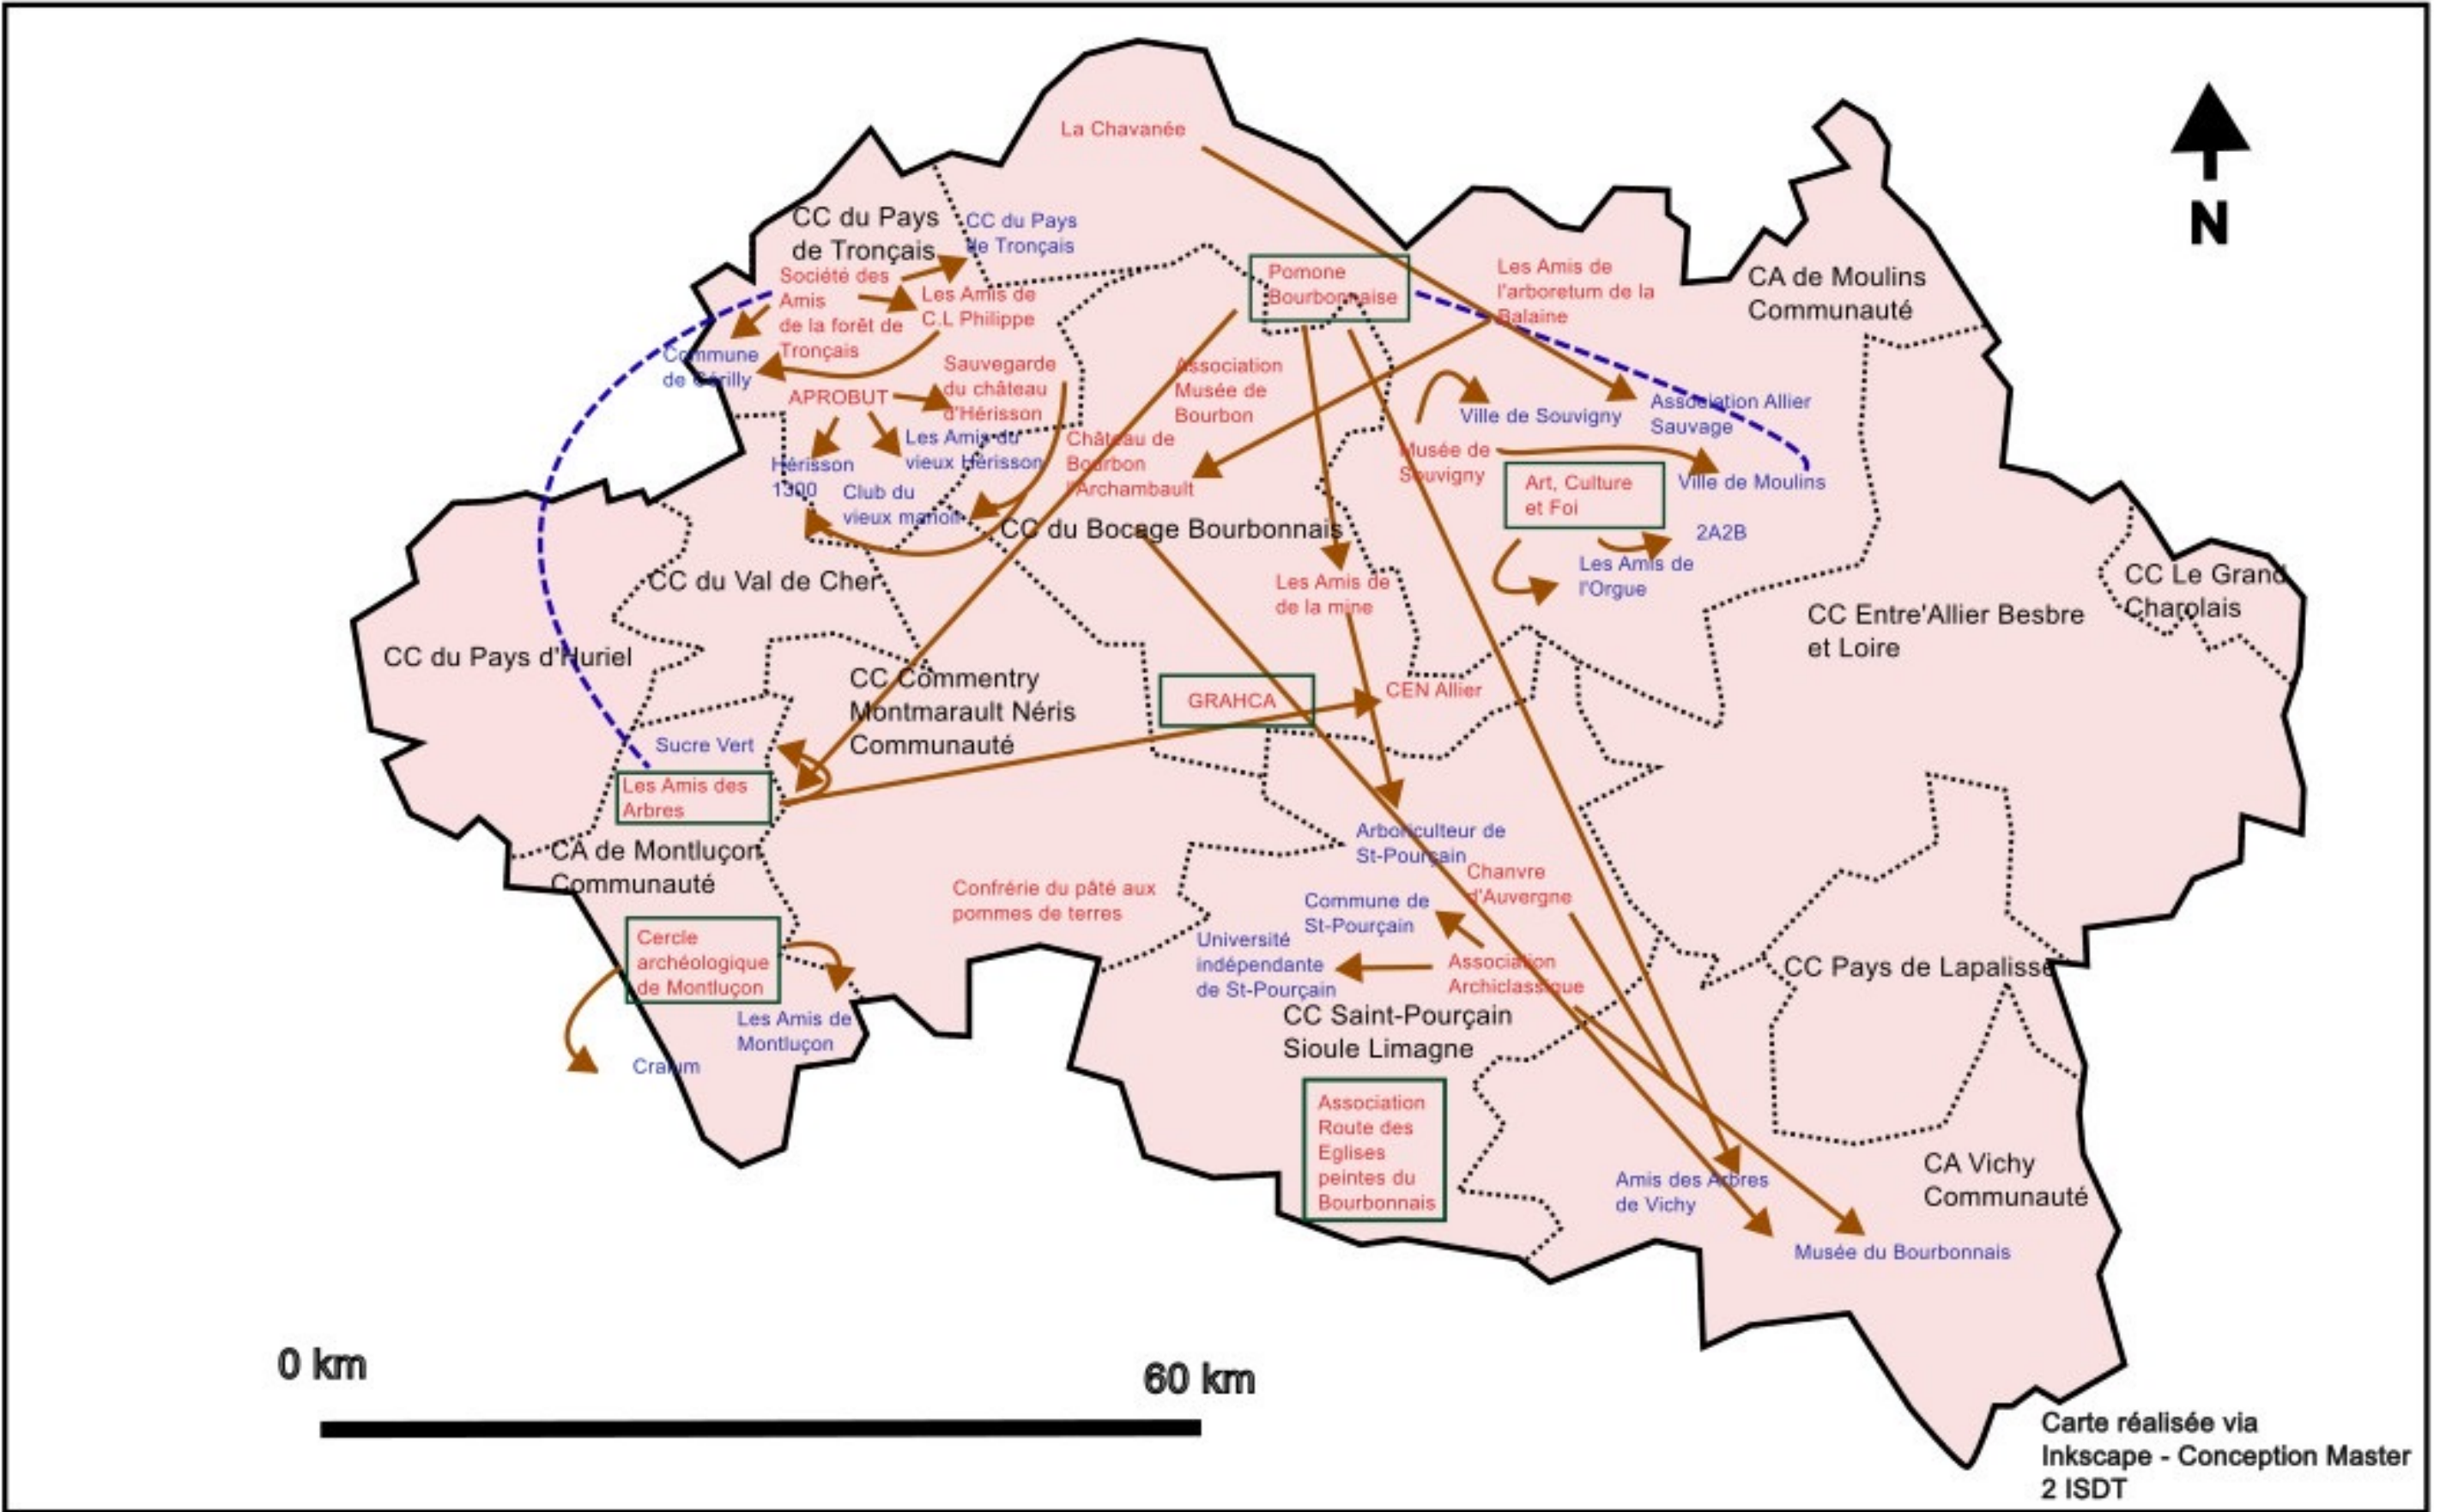 La Chavanée
N
CC du Pays
de Tronçais
CC du Pays
de Tronçais
Société des
Amis
de la forêt de
Tronçais
Les Amis de
C.L Philippe
Commune
de Cérilly
APROBUT
Sauvegarde
du château
d'Hérisson
Hérisson
1300
Les Amis du
vieux Hérisson
Club du
vieux manoir
Pomone
Bourbonnaise
Association
Musée de
Bourbon
Château de
Bourbon
l'Archambault
CC du Bocage Bourbonnais
Les Amis de
l'arboretum de la
Balaine
CA de Moulins
Communauté
Ville de Souvigny
Association Allier
Sauvage
Musée de
Souvigny
Ville de Moulins
Art, Culture
et Foi
2A2B
Les Amis de
l'Orgue
CC Le Grand
Charolais
CC Entre'Allier Besbre
et Loire
CC du Val de Cher
CC du Pays d'Huriel
Les Amis de
de la mine
CC Commentry
Montmarault Néris
Communauté
GRAHCA
CEN Allier
Sucre Vert
Les Amis des
Arbres
CA de Montluçon
Communauté
Confrérie du pâté aux
pommes de terres
Cercle
archéologique
de Montluçon
Les Amis de
Montluçon
Craium
Arboriculteur de
St-Pourçain
Chanvre
d'Auvergne
Commune de
St-Pourçain
Université
indépendante
de St-Pourçain
Association
Archiclassique
CC Saint-Pourçain
Sioule Limagne
CC Pays de Lapalisse
Association
Route des
Eglises
peintes du
Bourbonnais
Amis des Arbres
de Vichy
CA Vichy
Communauté
Musée du Bourbonnais
0 km
60 km
Carte réalisée via
Inkscape - Conception Master
2 ISDT